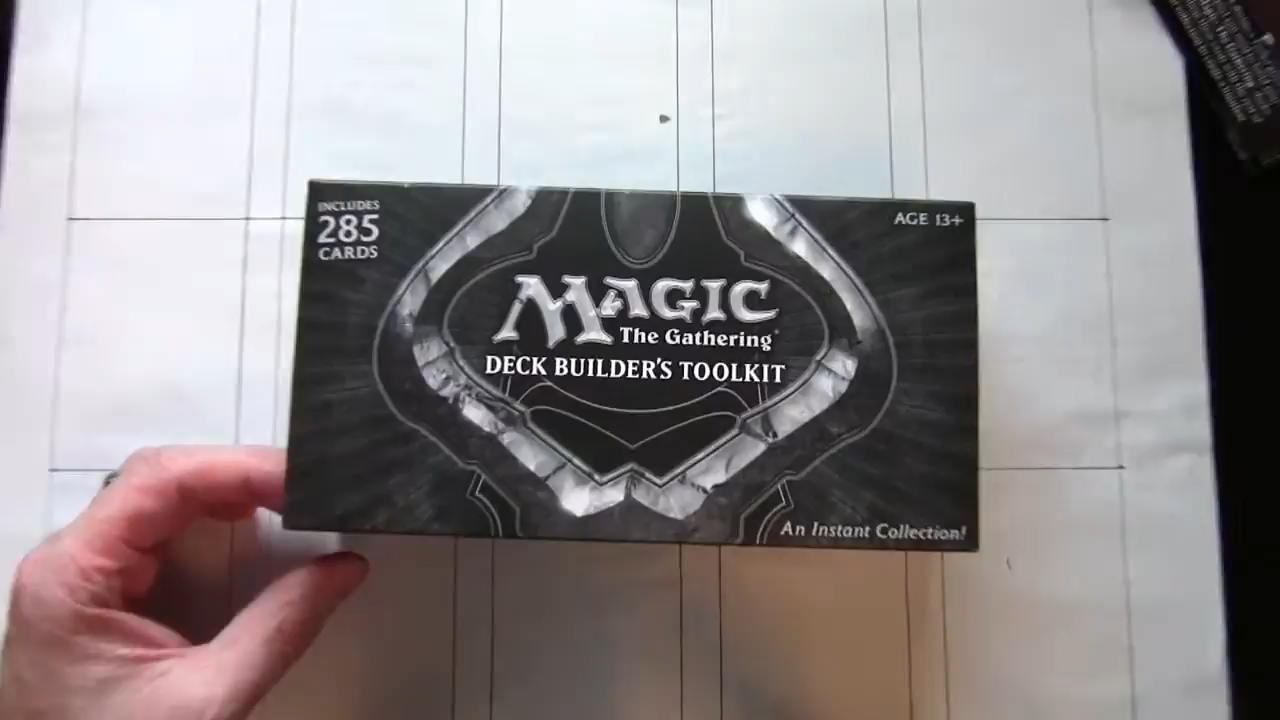 INCLUDES
285
CARDS
AGE 13+
MAGIC
The Gathering®
DECK BUILDER'S TOOLKIT
An Instant Collection!